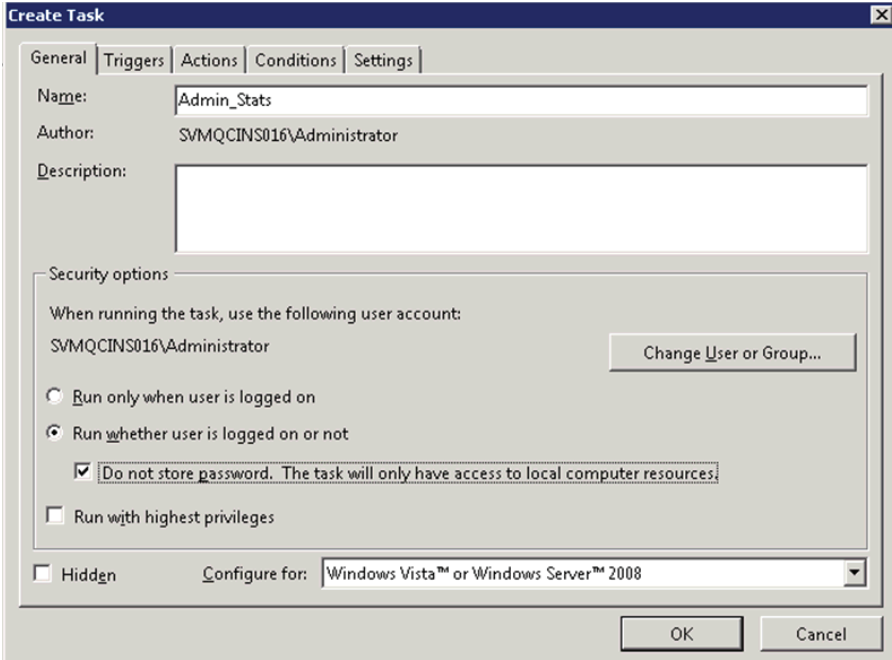 Create Task
General Triggers Actions Conditions Settings
Name: Admin_Stats
Author: SVMQCINS016\Administrator
Description:
Security options
When running the task, use the following user account:
SVMQCINS016\Administrator
Change User or Group...
Run only when user is logged on
Run whether user is logged on or not
Do not store password. The task will only have access to local computer resources.
Run with highest privileges
Hidden Configure for: Windows Vista™ or Windows Server™ 2008
OK Cancel